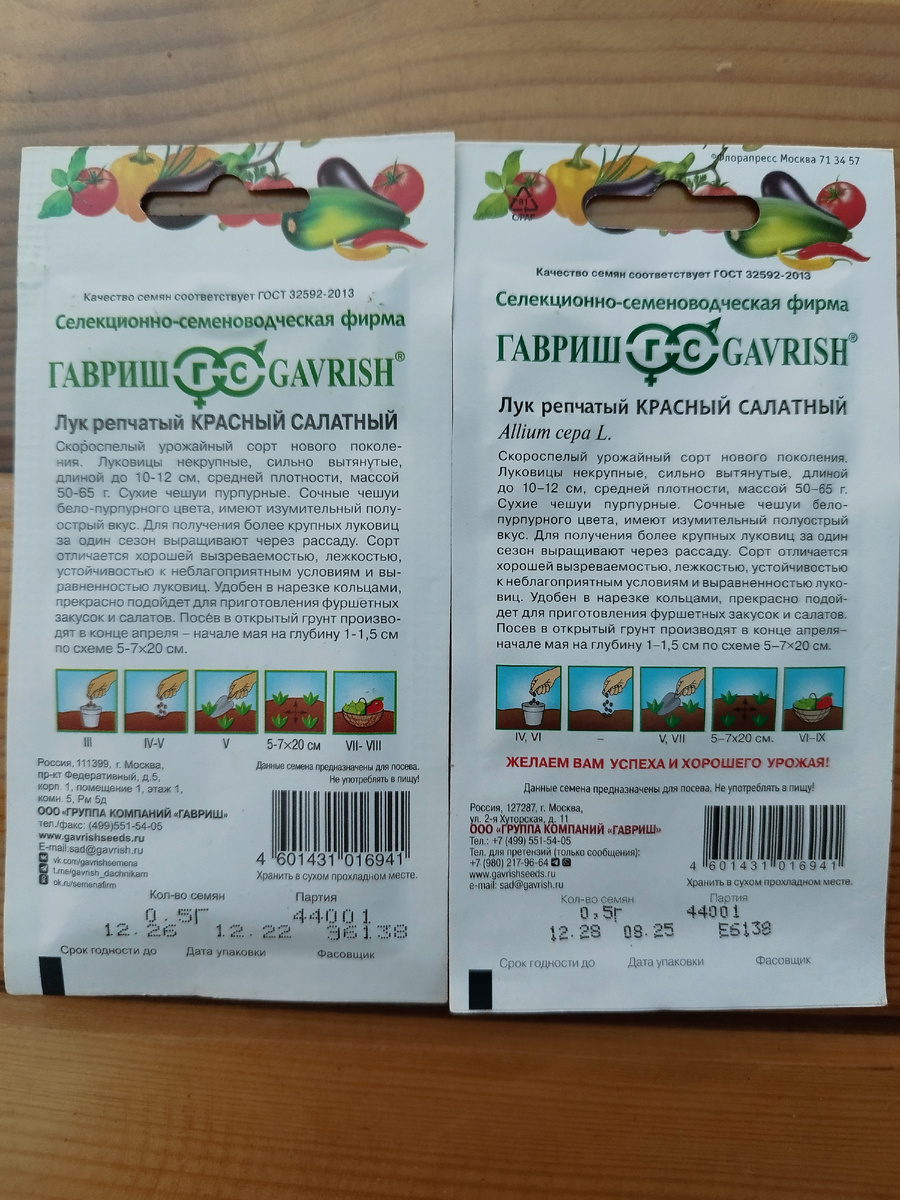 Качество семян соответствует ГОСТ 32592-2013
Селекционно-семеноводческая фирма
ГАВРИШ ГС GAVRISH®
Лук репчатый КРАСНЫЙ САЛАТНЫЙ
Скороспелый урожайный сорт нового поколе-
ния. Луковицы некрупные, сильно вытянутые,
длиной до 10-12 см, средней плотности, массой
50-65 г. Сухие чешуи пурпурные. Сочные чешуи
бело-пурпурного цвета, имеют изумительный полу-
острый вкус. Для получения более крупных луковиц
за один сезон выращивают через рассаду. Сорт
отличается хорошей вызреваемостью, лежкостью,
устойчивостью к неблагоприятным условиям и вы-
равненностью луковиц. Удобен в нарезке кольцами,
прекрасно подойдет для приготовления фуршетных
закусок и салатов. Посев в открытый грунт произво-
дят в конце апреля – начале мая на глубину 1-1,5 см
по схеме 5-7×20 см.
III IV-V V 5-7×20 см VII- VIII
Россия, 111399, г. Москва,
пр-кт Федеративный, д.5,
корп. 1, помещение 1, этаж 1,
комн. 5, Рм 5д
ООО «ГРУППА КОМПАНИЙ «ГАВРИШ»
тел./факс: (499)551-54-05
www.gavrishseeds.ru
E-mail:sad@gavrish.ru
vk.com/gavrishsemena
t.me/gavrish_dachnikam
ok.ru/semenafirm
Данные семена предназначены для посева.
Не употреблять в пищу!
4 601431 016941
Хранить в сухом прохладном месте.
Кол-во семян Партия
0.5Г 44001
12.26 12.22 96138
Срок годности до Дата упаковки Фасовщик
©Флорапресс Москва 71 34 57
81
C/PAP
Качество семян соответствует ГОСТ 32592-2013
Селекционно-семеноводческая фирма
ГАВРИШ ГС GAVRISH®
Лук репчатый КРАСНЫЙ САЛАТНЫЙ
Allium cepa L.
Скороспелый урожайный сорт нового поколения.
Луковицы некрупные, сильно вытянутые, длиной
до 10–12 см, средней плотности, массой 50–65 г.
Сухие чешуи пурпурные. Сочные чешуи бело-
пурпурного цвета, имеют изумительный полуострый
вкус. Для получения более крупных луковиц за один
сезон выращивают через рассаду. Сорт отличается
хорошей вызреваемостью, лежкостью, устойчивостью
к неблагоприятным условиям и выравненностью луко-
виц. Удобен в нарезке кольцами, прекрасно подой-
дет для приготовления фуршетных закусок и салатов.
Посев в открытый грунт производят в конце апреля–
начале мая на глубину 1–1,5 см по схеме 5–7×20 см.
IV, VI – V, VII 5–7×20 см. VI–IX
ЖЕЛАЕМ ВАМ УСПЕХА И ХОРОШЕГО УРОЖАЯ!
Данные семена предназначены для посева. Не употреблять в пищу!
Россия, 127287, г. Москва,
ул. 2-я Хуторская, д. 11
ООО «ГРУППА КОМПАНИЙ «ГАВРИШ»
Тел.: +7 (499) 551-54-05
Тел. для претензий (только сообщения):
+7 (980) 217-96-64
www.gavrishseeds.ru
e-mail: sad@gavrish.ru
4 601431 016941
Хранить в сухом прохладном месте.
Кол-во семян Партия
0,5г 44001
12.28 08.25 E6138
Срок годности до Дата упаковки Фасовщик